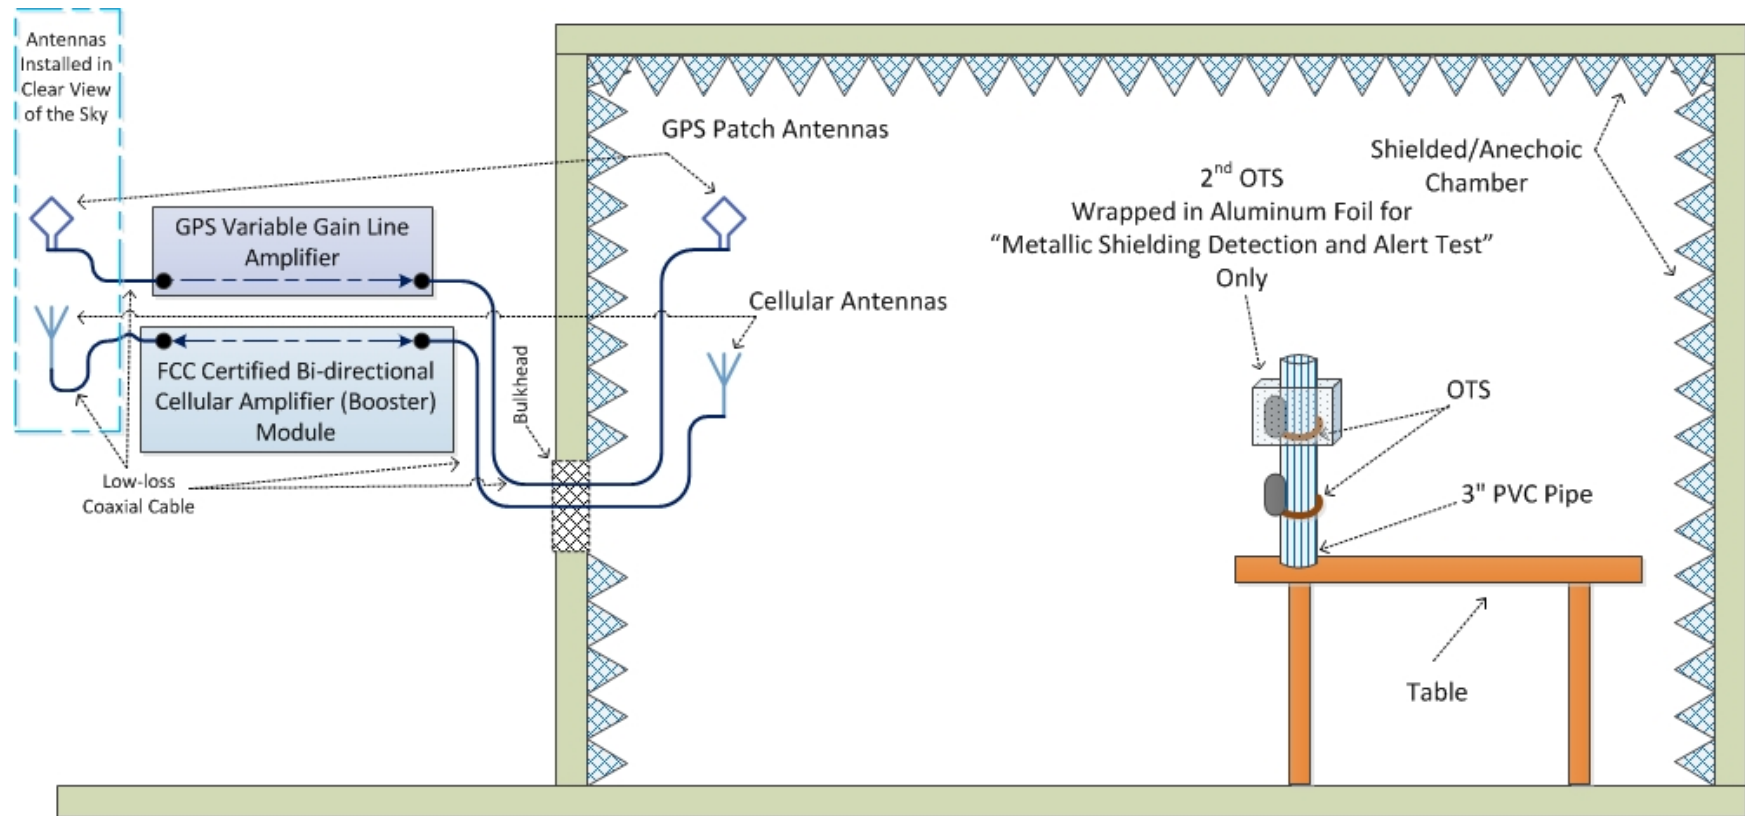 Antennas
Installed in
Clear View
of the Sky
GPS Patch Antennas
GPS Variable Gain Line
Amplifier
FCC Certified Bi-directional
Cellular Amplifier (Booster)
Module
Low-loss
Coaxial Cable
Bulkhead
Cellular Antennas
2nd OTS
Wrapped in Aluminum Foil for
“Metallic Shielding Detection and Alert Test”
Only
Shielded/Anechoic
Chamber
OTS
3" PVC Pipe
Table